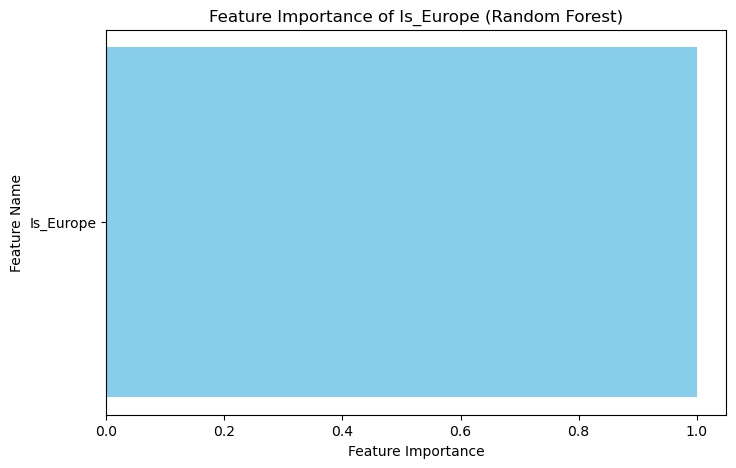 Feature Importance of Is_Europe (Random Forest)
Feature Name
Is_Europe
0.0 0.2 0.4 0.6 0.8 1.0
Feature Importance